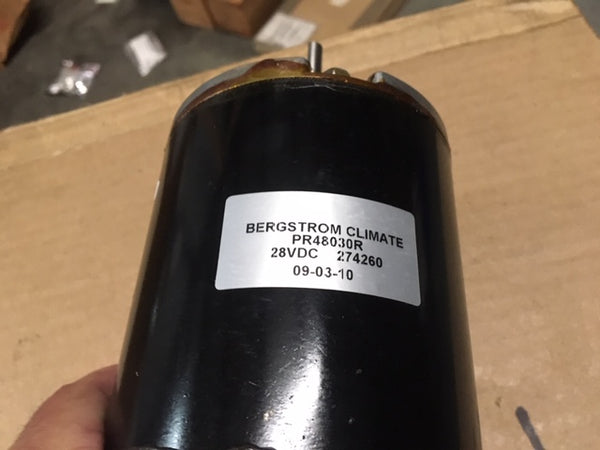 BERGSTROM CLIMATE
PR48030R
28VDC 274260
09-03-10